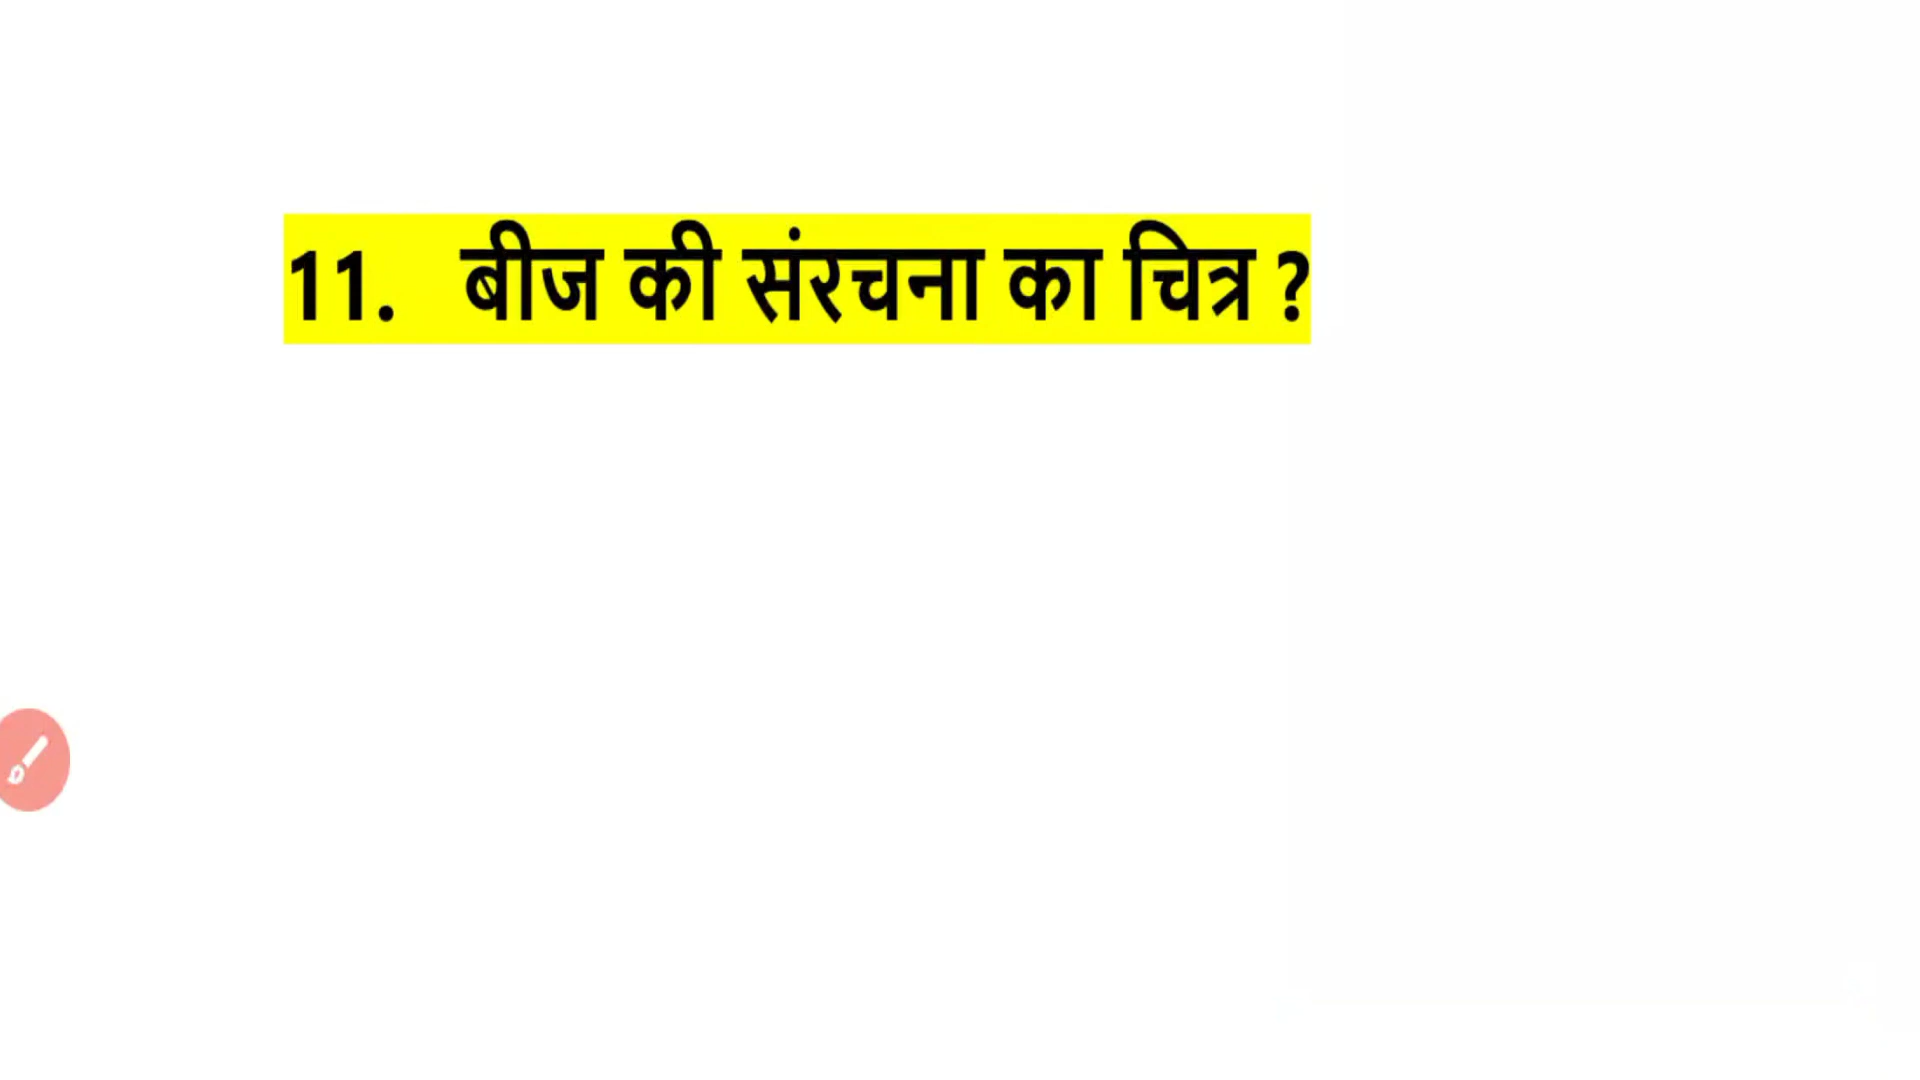 11. बीज की संरचना का चित्र ?